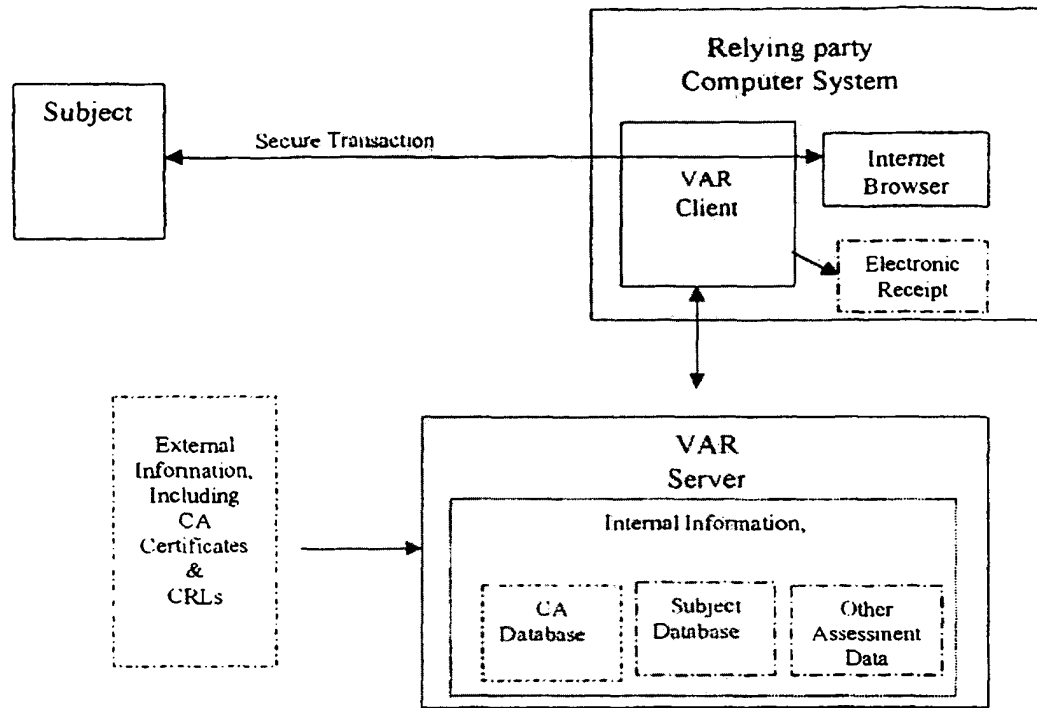 Relying party
Computer System
Subject
Secure Transaction
VAR
Client
Internet
Browser
Electronic
Receipt
External
Information,
Including
CA
Certificates
&
CRLs
VAR
Server
Internal Information,
CA
Database
Subject
Database
Other
Assessment
Data